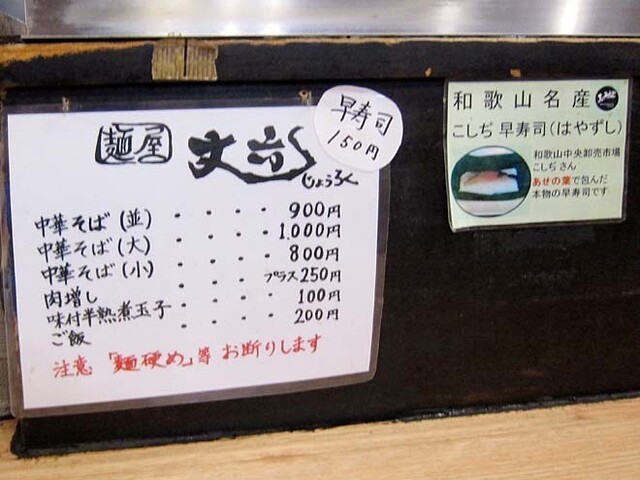 麺屋 丈六
じょうろく
早寿司
150円
中華そば(並)・・・・900円
中華そば(大)・・・・1.000円
中華そば(小)・・・・800円
肉増し・・・・プラス250円
味付半熟煮玉子・・・・100円
ご飯・・・・200円
注意「麺硬め」等 お断りします
和歌山名産
こしぢ 早寿司(はやずし)
和歌山中央卸売市場
こしぢさん
あせの葉で包んだ
本物の早寿司です